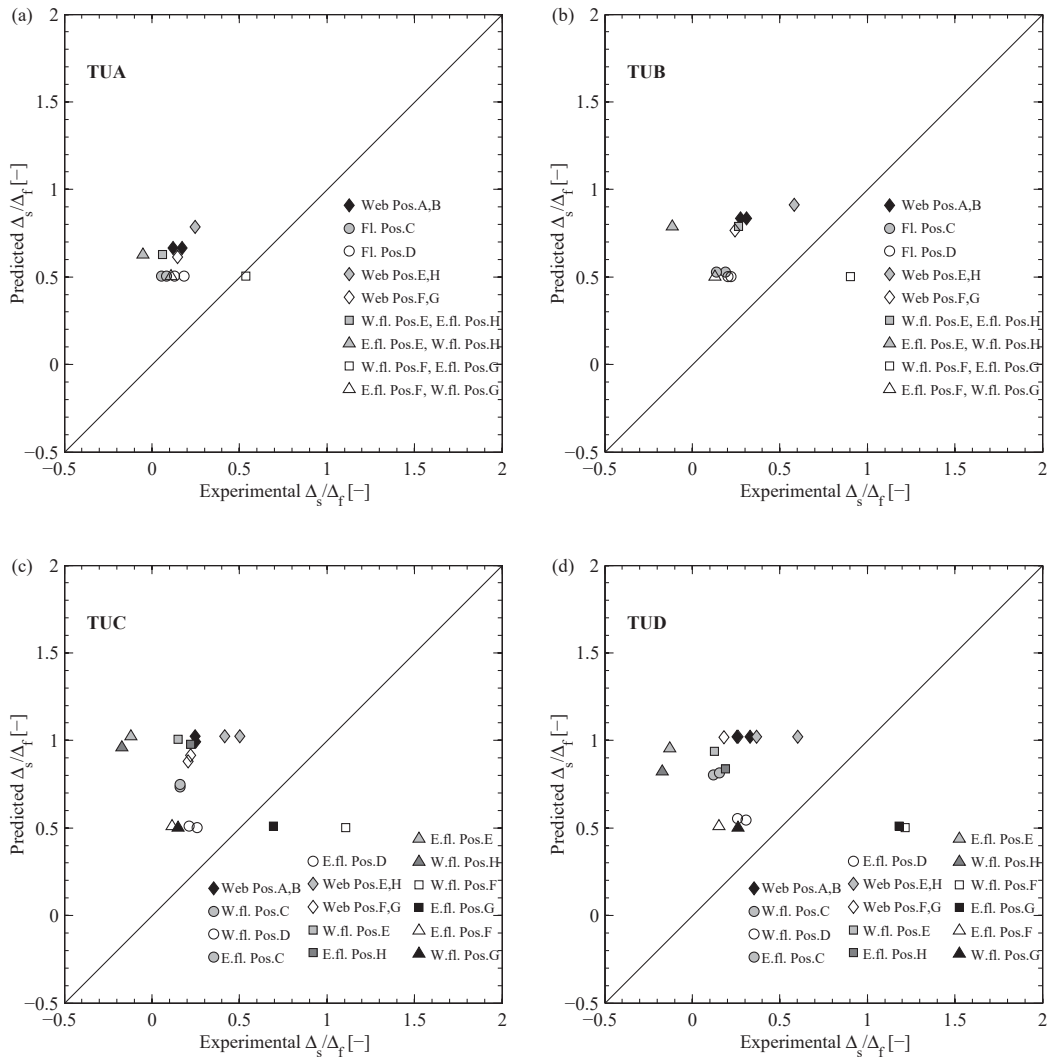 (a)
TUA
2
1.5
1
0.5
0
−0.5
Predicted Δs/Δf [−]
Web Pos.A,B
Fl. Pos.C
Fl. Pos.D
Web Pos.E,H
Web Pos.F,G
W.fl. Pos.E, E.fl. Pos.H
E.fl. Pos.E, W.fl. Pos.H
W.fl. Pos.F, E.fl. Pos.G
E.fl. Pos.F, W.fl. Pos.G
−0.5 0 0.5 1 1.5 2
Experimental Δs/Δf [−]
(b)
TUB
2
1.5
1
0.5
0
−0.5
Predicted Δs/Δf [−]
Web Pos.A,B
Fl. Pos.C
Fl. Pos.D
Web Pos.E,H
Web Pos.F,G
W.fl. Pos.E, E.fl. Pos.H
E.fl. Pos.E, W.fl. Pos.H
W.fl. Pos.F, E.fl. Pos.G
E.fl. Pos.F, W.fl. Pos.G
−0.5 0 0.5 1 1.5 2
Experimental Δs/Δf [−]
(c)
TUC
2
1.5
1
0.5
0
−0.5
Predicted Δs/Δf [−]
Web Pos.A,B
W.fl. Pos.C
W.fl. Pos.D
E.fl. Pos.C
E.fl. Pos.D
Web Pos.E,H
Web Pos.F,G
W.fl. Pos.E
E.fl. Pos.H
E.fl. Pos.E
W.fl. Pos.H
W.fl. Pos.F
E.fl. Pos.G
E.fl. Pos.F
W.fl. Pos.G
−0.5 0 0.5 1 1.5 2
Experimental Δs/Δf [−]
(d)
TUD
2
1.5
1
0.5
0
−0.5
Predicted Δs/Δf [−]
Web Pos.A,B
W.fl. Pos.C
W.fl. Pos.D
E.fl. Pos.C
E.fl. Pos.D
Web Pos.E,H
Web Pos.F,G
W.fl. Pos.E
E.fl. Pos.H
E.fl. Pos.E
W.fl. Pos.H
W.fl. Pos.F
E.fl. Pos.G
E.fl. Pos.F
W.fl. Pos.G
−0.5 0 0.5 1 1.5 2
Experimental Δs/Δf [−]